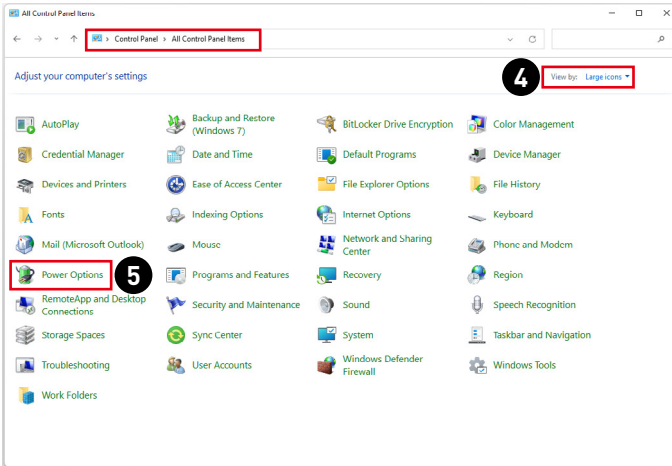 All Control Panel Items
Control Panel > All Control Panel Items
Adjust your computer's settings
4
View by: Large icons
AutoPlay
Backup and Restore
(Windows 7)
BitLocker Drive Encryption
Color Management
Credential Manager
Date and Time
Default Programs
Device Manager
Devices and Printers
Ease of Access Center
File Explorer Options
File History
Fonts
Indexing Options
Internet Options
Keyboard
Mail (Microsoft Outlook)
Mouse
Network and Sharing
Center
Phone and Modem
Power Options
5
Programs and Features
Recovery
Region
RemoteApp and Desktop
Connections
Security and Maintenance
Sound
Speech Recognition
Storage Spaces
Sync Center
System
Taskbar and Navigation
Troubleshooting
User Accounts
Windows Defender
Firewall
Windows Tools
Work Folders